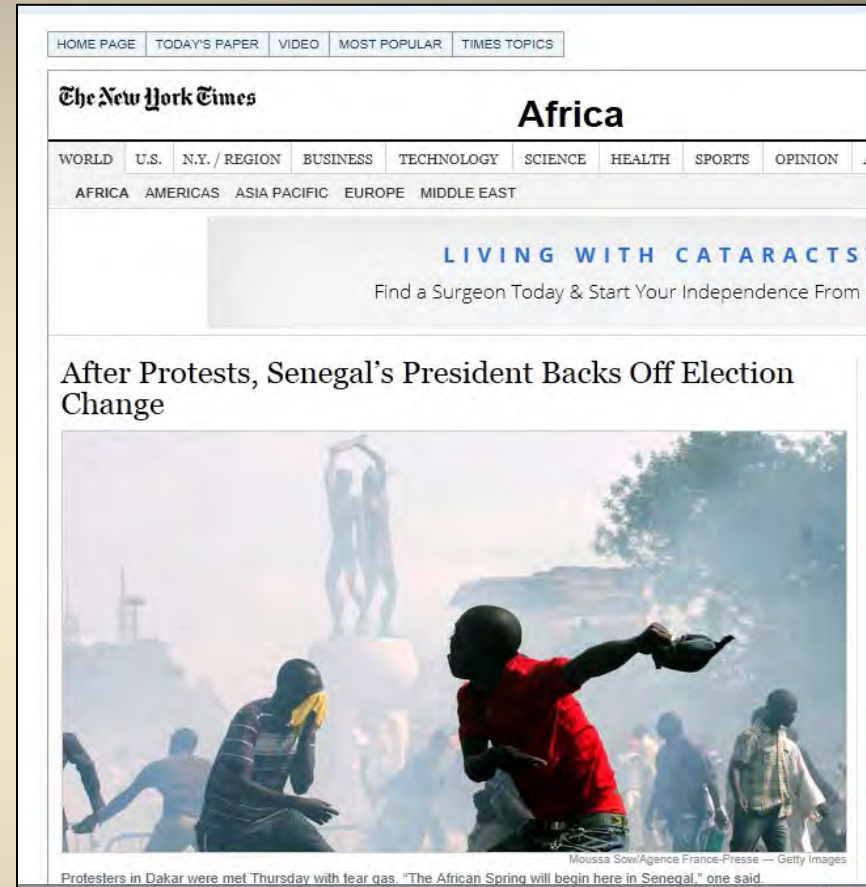 HOME PAGE TODAY'S PAPER VIDEO MOST POPULAR TIMES TOPICS
The New York Times
Africa
WORLD U.S. N.Y. / REGION BUSINESS TECHNOLOGY SCIENCE HEALTH SPORTS OPINION
AFRICA AMERICAS ASIA PACIFIC EUROPE MIDDLE EAST
LIVING WITH CATARACTS
Find a Surgeon Today & Start Your Independence From
After Protests, Senegal's President Backs Off Election
Change
Moussa Sow/Agence France-Presse — Getty Images
Protesters in Dakar were met Thursday with tear gas. "The African Spring will begin here in Senegal," one said.